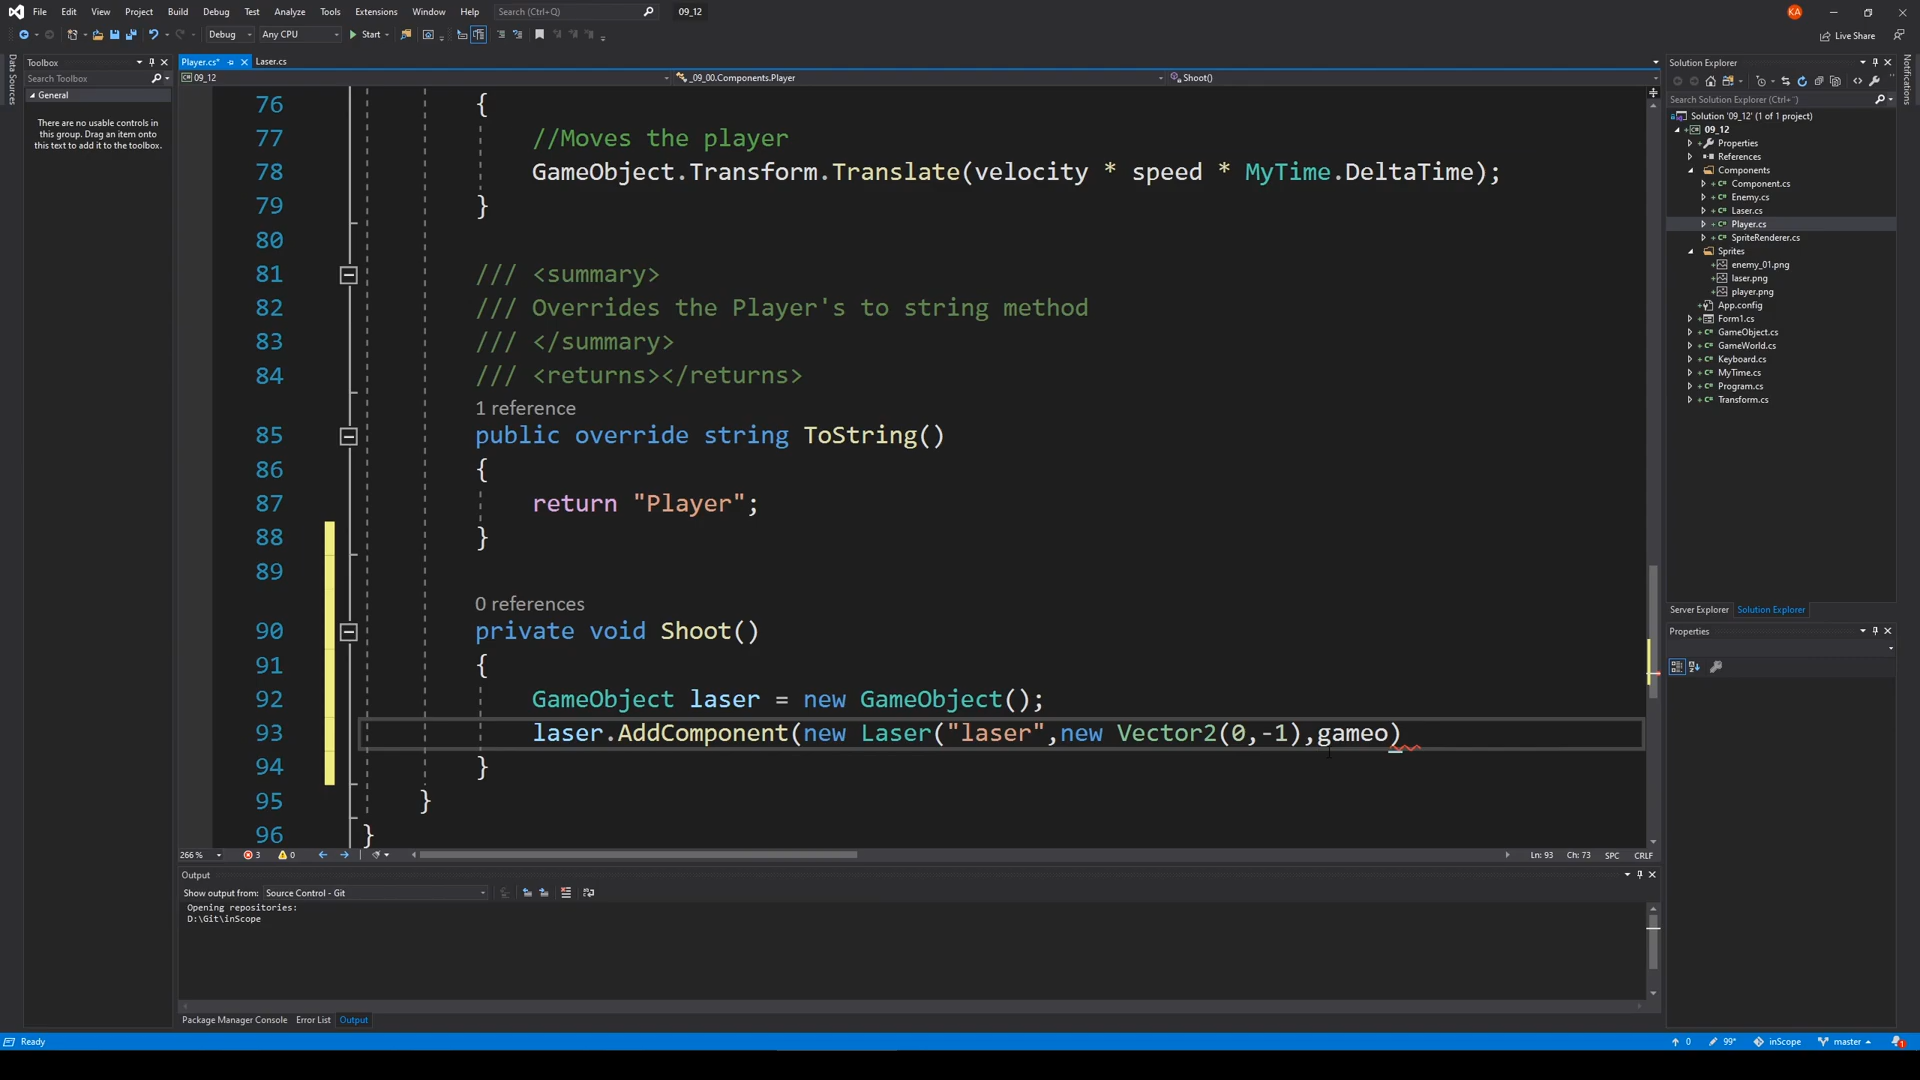 File Edit View Project Build Debug Test Analyze Tools Extensions Window Help Search (Ctrl+Q) 09_12 KA
Debug Any CPU Start Live Share
Data Sources
Toolbox
Search Toolbox
General
There are no usable controls in
this group. Drag an item onto
this text to add it to the toolbox.
Player.cs* Laser.cs
09_12 _09_00.Components.Player Shoot()
76 {
77 //Moves the player
78 GameObject.Transform.Translate(velocity * speed * MyTime.DeltaTime);
79 }
80
81 /// <summary>
82 /// Overrides the Player's to string method
83 /// </summary>
84 /// <returns></returns>
1 reference
85 public override string ToString()
86 {
87 return "Player";
88 }
89
0 references
90 private void Shoot()
91 {
92 GameObject laser = new GameObject();
93 laser.AddComponent(new Laser("laser",new Vector2(0,-1),gameo)
94 }
95 }
96 }
266 % 3 0 Ln: 93 Ch: 73 SPC CRLF
Output
Show output from: Source Control - Git
Opening repositories:
D:\Git\inScope
Package Manager Console Error List Output
Solution Explorer
Search Solution Explorer (Ctrl+¨)
Solution '09_12' (1 of 1 project)
09_12
Properties
References
Components
Component.cs
Enemy.cs
Laser.cs
Player.cs
SpriteRenderer.cs
Sprites
enemy_01.png
laser.png
player.png
App.config
Form1.cs
GameObject.cs
GameWorld.cs
Keyboard.cs
MyTime.cs
Program.cs
Transform.cs
Server Explorer Solution Explorer
Properties
Notifications
Ready 0 99* inScope master 1